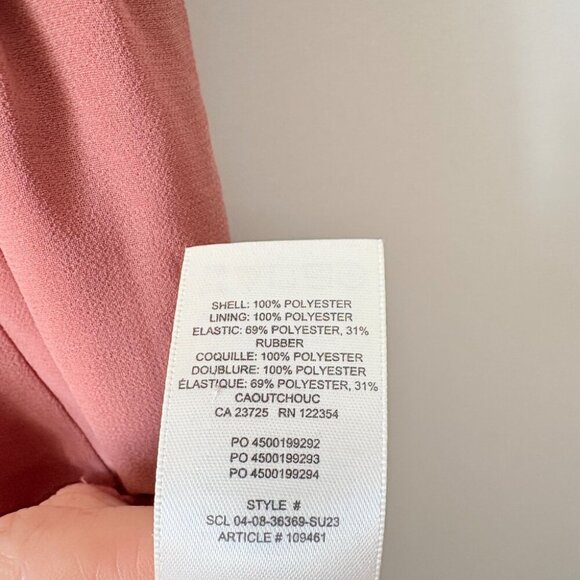 SHELL: 100% POLYESTER
LINING: 100% POLYESTER
ELASTIC: 69% POLYESTER, 31%
RUBBER
COQUILLE: 100% POLYESTER
DOUBLURE: 100% POLYESTER
ÉLASTIQUE: 69% POLYESTER, 31%
CAOUTCHOUC
CA 23725 RN 122354
PO 4500199292
PO 4500199293
PO 4500199294
STYLE #
SCL 04-08-36369-SU23
ARTICLE # 109461